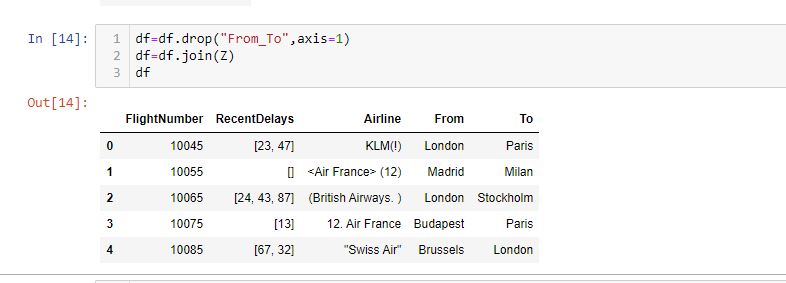 In [14]:
1 df=df.drop("From_To",axis=1)
2 df=df.join(Z)
3 df
Out[14]:
FlightNumber RecentDelays Airline From To
0 10045 [23, 47] KLM(!) London Paris
1 10055 [] <Air France> (12) Madrid Milan
2 10065 [24, 43, 87] (British Airways. ) London Stockholm
3 10075 [13] 12. Air France Budapest Paris
4 10085 [67, 32] "Swiss Air" Brussels London